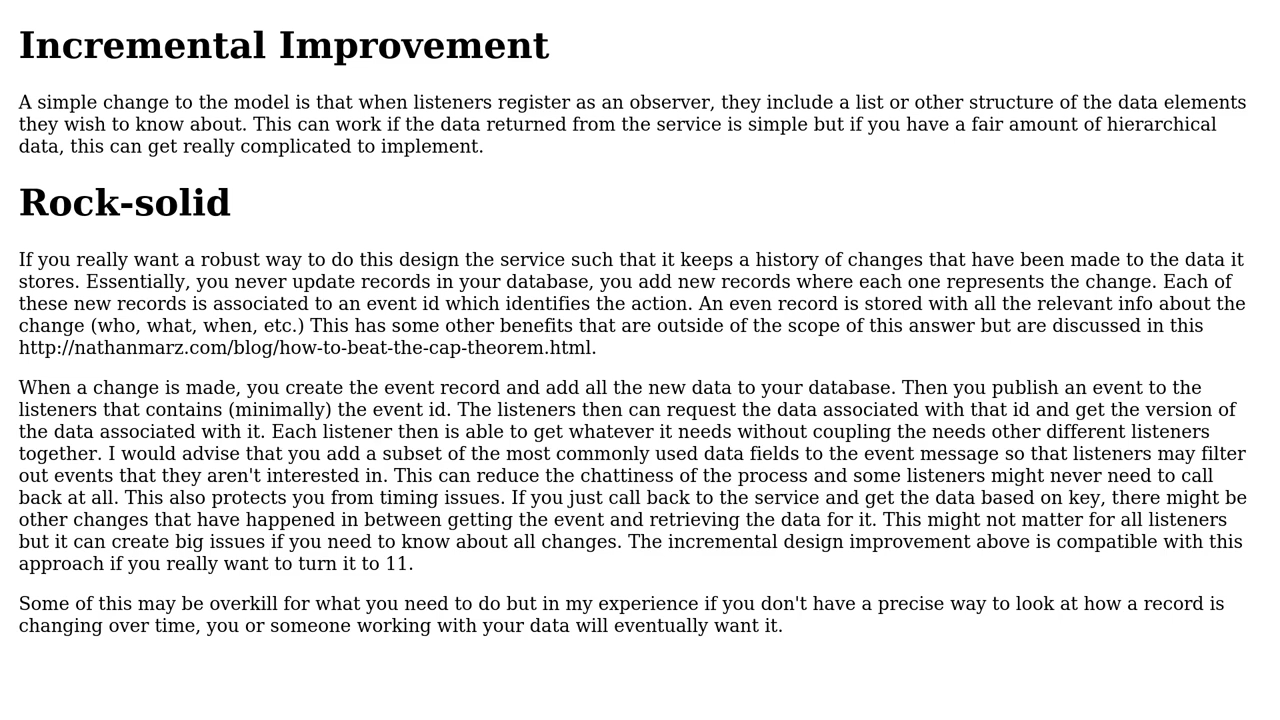 Incremental Improvement
A simple change to the model is that when listeners register as an observer, they include a list or other structure of the data elements
they wish to know about. This can work if the data returned from the service is simple but if you have a fair amount of hierarchical
data, this can get really complicated to implement.
Rock-solid
If you really want a robust way to do this design the service such that it keeps a history of changes that have been made to the data it
stores. Essentially, you never update records in your database, you add new records where each one represents the change. Each of
these new records is associated to an event id which identifies the action. An even record is stored with all the relevant info about the
change (who, what, when, etc.) This has some other benefits that are outside of the scope of this answer but are discussed in this
http://nathanmarz.com/blog/how-to-beat-the-cap-theorem.html.
When a change is made, you create the event record and add all the new data to your database. Then you publish an event to the
listeners that contains (minimally) the event id. The listeners then can request the data associated with that id and get the version of
the data associated with it. Each listener then is able to get whatever it needs without coupling the needs other different listeners
together. I would advise that you add a subset of the most commonly used data fields to the event message so that listeners may filter
out events that they aren't interested in. This can reduce the chattiness of the process and some listeners might never need to call
back at all. This also protects you from timing issues. If you just call back to the service and get the data based on key, there might be
other changes that have happened in between getting the event and retrieving the data for it. This might not matter for all listeners
but it can create big issues if you need to know about all changes. The incremental design improvement above is compatible with this
approach if you really want to turn it to 11.
Some of this may be overkill for what you need to do but in my experience if you don't have a precise way to look at how a record is
changing over time, you or someone working with your data will eventually want it.